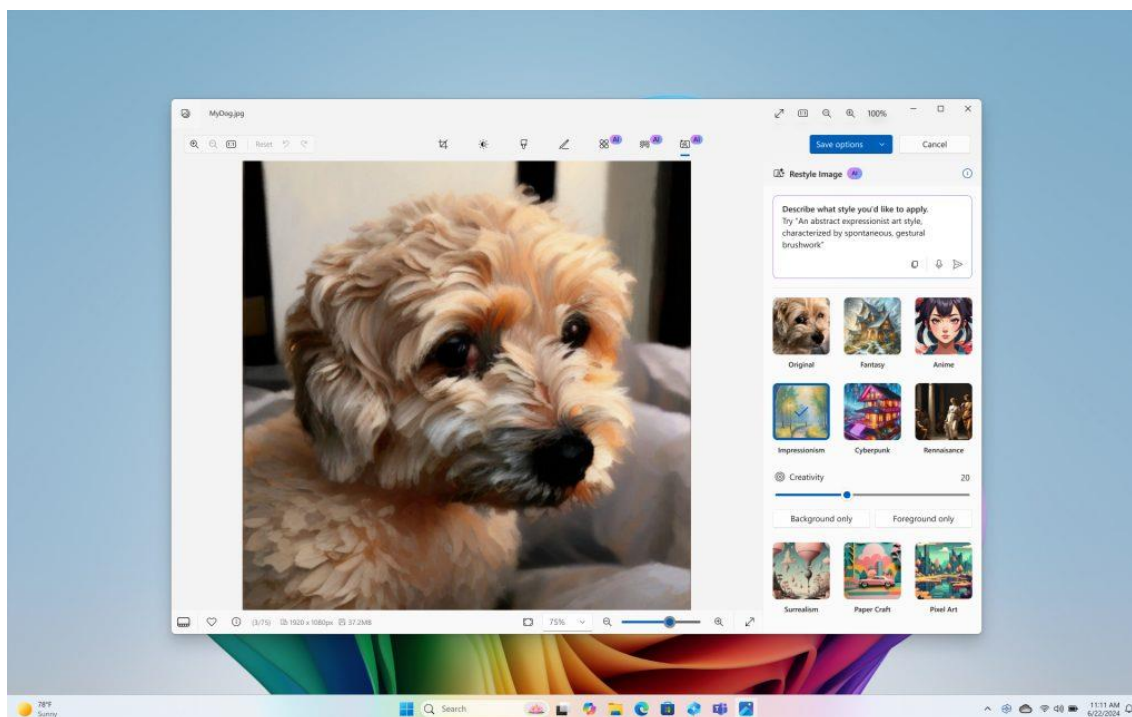 MyDog.jpg
100%
Reset
AI
AI
AI
Save options
Cancel
Restyle Image AI
Describe what style you'd like to apply.
Try "An abstract expressionist art style,
characterized by spontaneous, gestural
brushwork"
Original
Fantasy
Anime
Impressionism
Cyberpunk
Rennaisance
Creativity
20
Background only
Foreground only
Surrealism
Paper Craft
Pixel Art
(3/75)
1920 x 1080px
37.2MB
75%
78°F
Sunny
Search
11:11 AM
6/22/2024